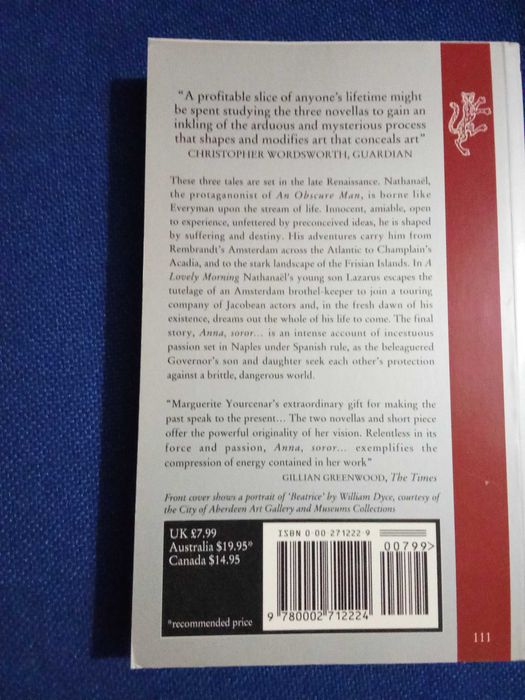 “A profitable slice of anyone's lifetime might
be spent studying the three novellas to gain an
inkling of the arduous and mysterious process
that shapes and modifies art that conceals art”
CHRISTOPHER WORDSWORTH, GUARDIAN
These three tales are set in the late Renaissance. Nathanaël,
the protaganonist of An Obscure Man, is borne like
Everyman upon the stream of life. Innocent, amiable, open
to experience, unfettered by preconceived ideas, he is shaped
by suffering and destiny. His adventures carry him from
Rembrandt's Amsterdam across the Atlantic to Champlain's
Acadia, and to the stark landscape of the Frisian Islands. In A
Lovely Morning Nathanaël's young son Lazarus escapes the
tutelage of an Amsterdam brothel-keeper to join a touring
company of Jacobean actors and, in the fresh dawn of his
existence, dreams out the whole of his life to come. The final
story, Anna, soror... is an intense account of incestuous
passion set in Naples under Spanish rule, as the beleaguered
Governor's son and daughter seek each other's protection
against a brittle, dangerous world.
“Marguerite Yourcenar's extraordinary gift for making the
past speak to the present... The two novellas and short piece
offer the powerful originality of her vision. Relentless in its
force and passion, Anna, soror... exemplifies the
compression of energy contained in her work”
GILLIAN GREENWOOD, The Times
Front cover shows a portrait of 'Beatrice' by William Dyce, courtesy of
the City of Aberdeen Art Gallery and Museums Collections
UK £7.99
Australia $19.95*
Canada $14.95
*recommended price
ISBN 0-00-271222-9
00799>
9 780002 712224
111